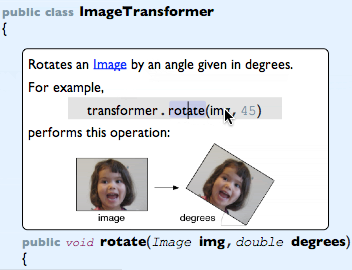 public class ImageTransformer
{
Rotates an Image by an angle given in degrees.
For example,
transformer.rotate(img, 45)
performs this operation:
image
degrees
public void rotate(Image img, double degrees)
{